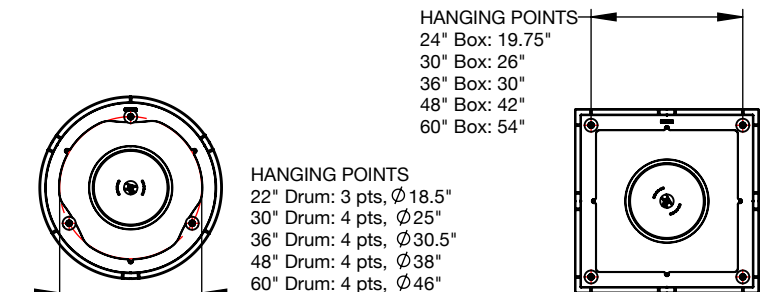 HANGING POINTS
24" Box: 19.75"
30" Box: 26"
36" Box: 30"
48" Box: 42"
60" Box: 54"
HANGING POINTS
22" Drum: 3 pts, Ø18.5"
30" Drum: 4 pts, Ø25"
36" Drum: 4 pts, Ø30.5"
48" Drum: 4 pts, Ø38"
60" Drum: 4 pts, Ø46"